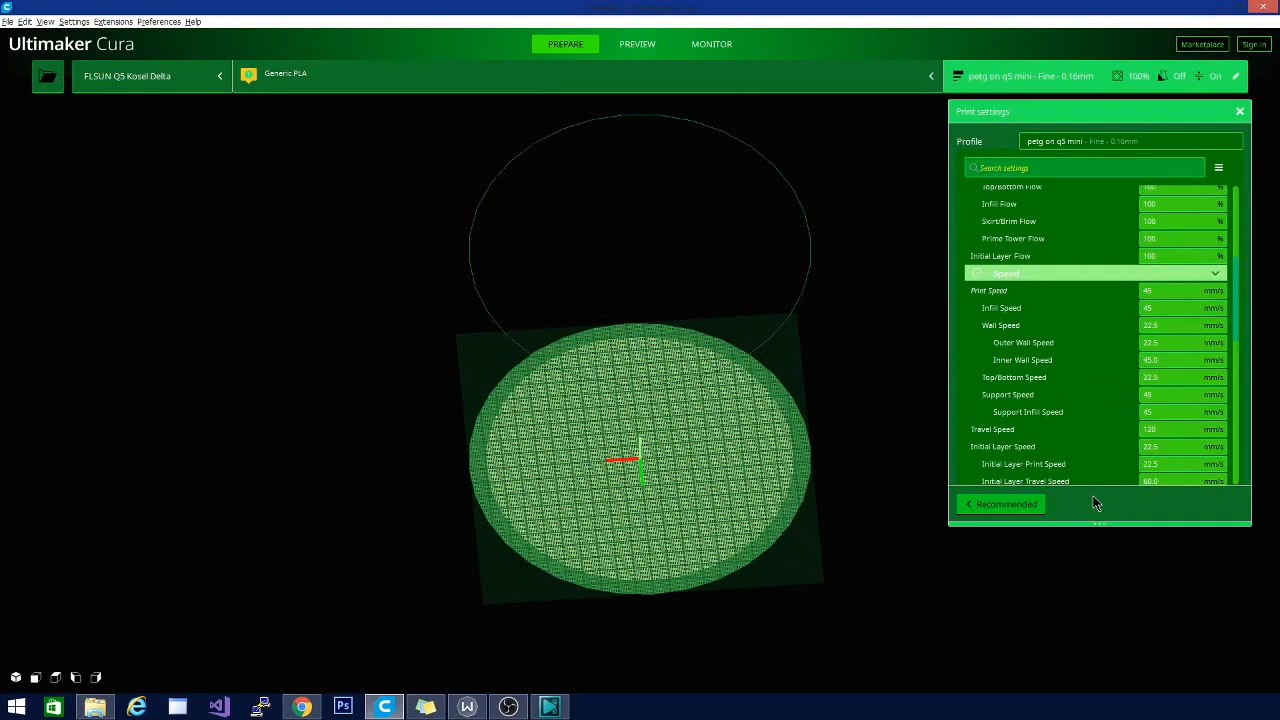 File Edit View Settings Extensions Preferences Help
Ultimaker Cura
PREPARE
PREVIEW
MONITOR
Marketplace
Sign in
FLSUN Q5 Kosel Delta
Generic PLA
petg on q5 mini - Fine - 0.16mm
100%
Off
On
Print settings
Profile
petg on q5 mini - Fine - 0.16mm
Search settings
Top/Bottom Flow 100 %
Infill Flow 100 %
Skirt/Brim Flow 100 %
Prime Tower Flow 100 %
Initial Layer Flow 100 %
Speed
Print Speed 45 mm/s
Infill Speed 45 mm/s
Wall Speed 22.5 mm/s
Outer Wall Speed 22.5 mm/s
Inner Wall Speed 45.0 mm/s
Top/Bottom Speed 22.5 mm/s
Support Speed 45 mm/s
Support Infill Speed 45 mm/s
Travel Speed 120 mm/s
Initial Layer Speed 22.5 mm/s
Initial Layer Print Speed 22.5 mm/s
Initial Layer Travel Speed 60.0 mm/s
Recommended